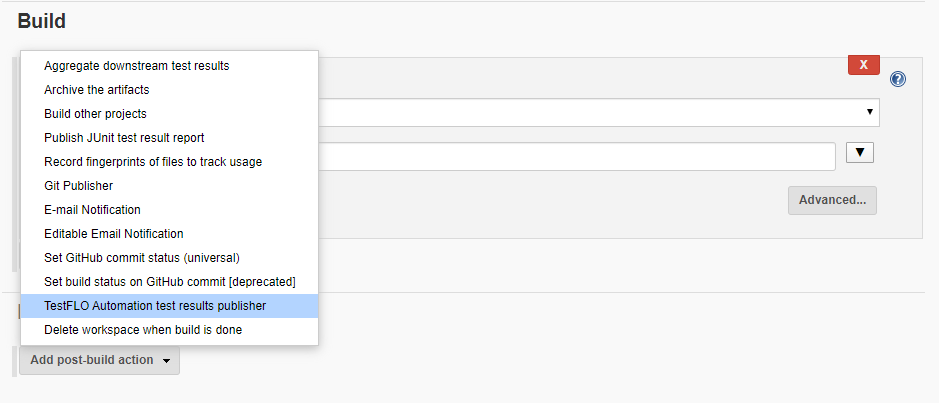 Build
Aggregate downstream test results
Archive the artifacts
Build other projects
Publish JUnit test result report
Record fingerprints of files to track usage
Git Publisher
E-mail Notification
Editable Email Notification
Set GitHub commit status (universal)
Set build status on GitHub commit [deprecated]
TestFLO Automation test results publisher
Delete workspace when build is done
X
?
Advanced...
Add post-build action